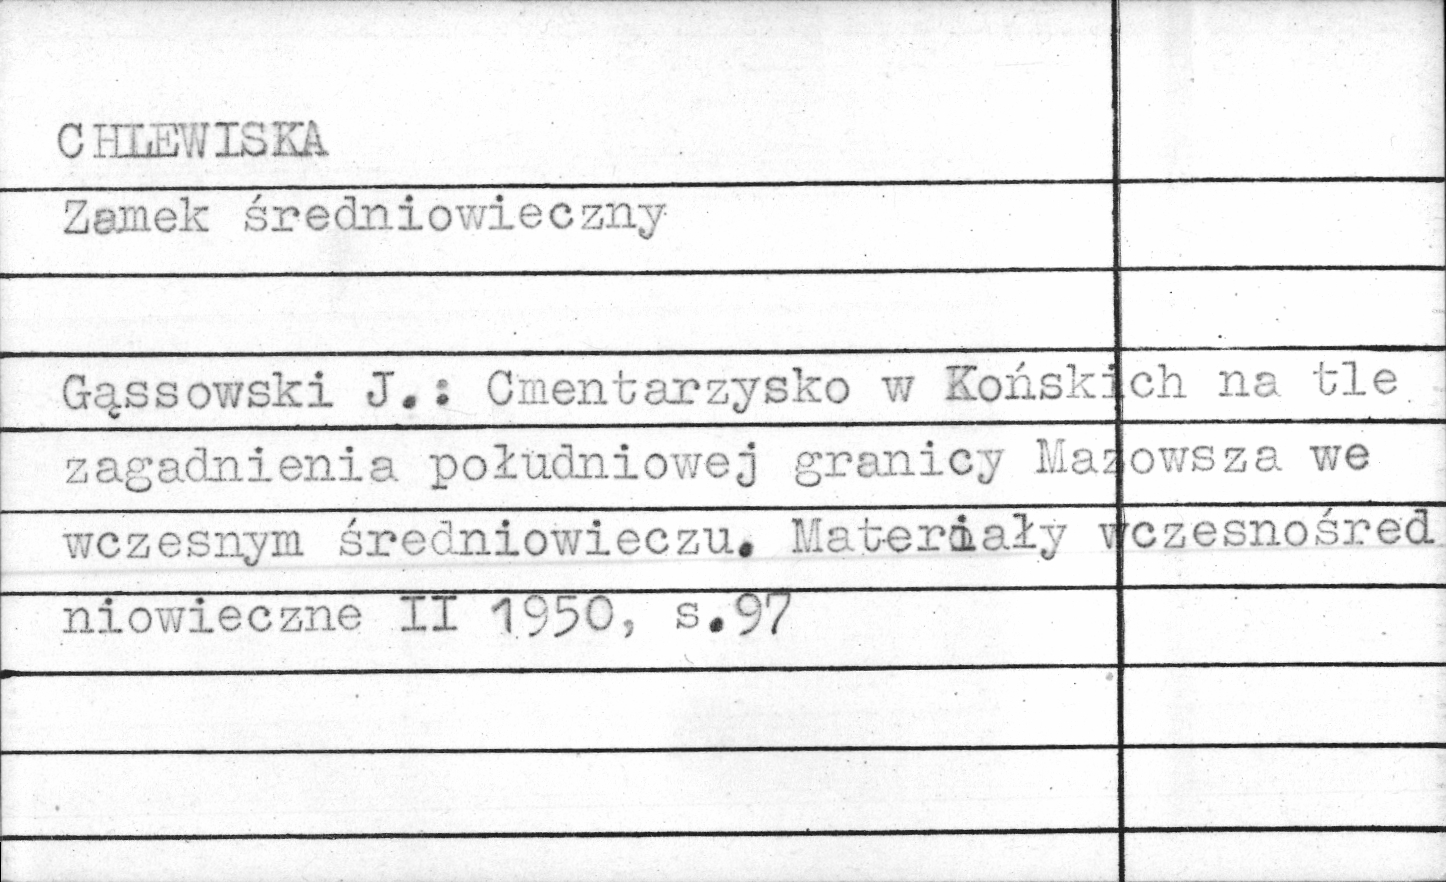 CHLEWISKA
Zamek średniowieczny
Gąssowski J.: Cmentarzysko w Końskich na tle
zagadnienia południowej granicy Mazowsza we
wczesnym średniowieczu. Materiały wczesnośred
niowieczne II 1950, s.97